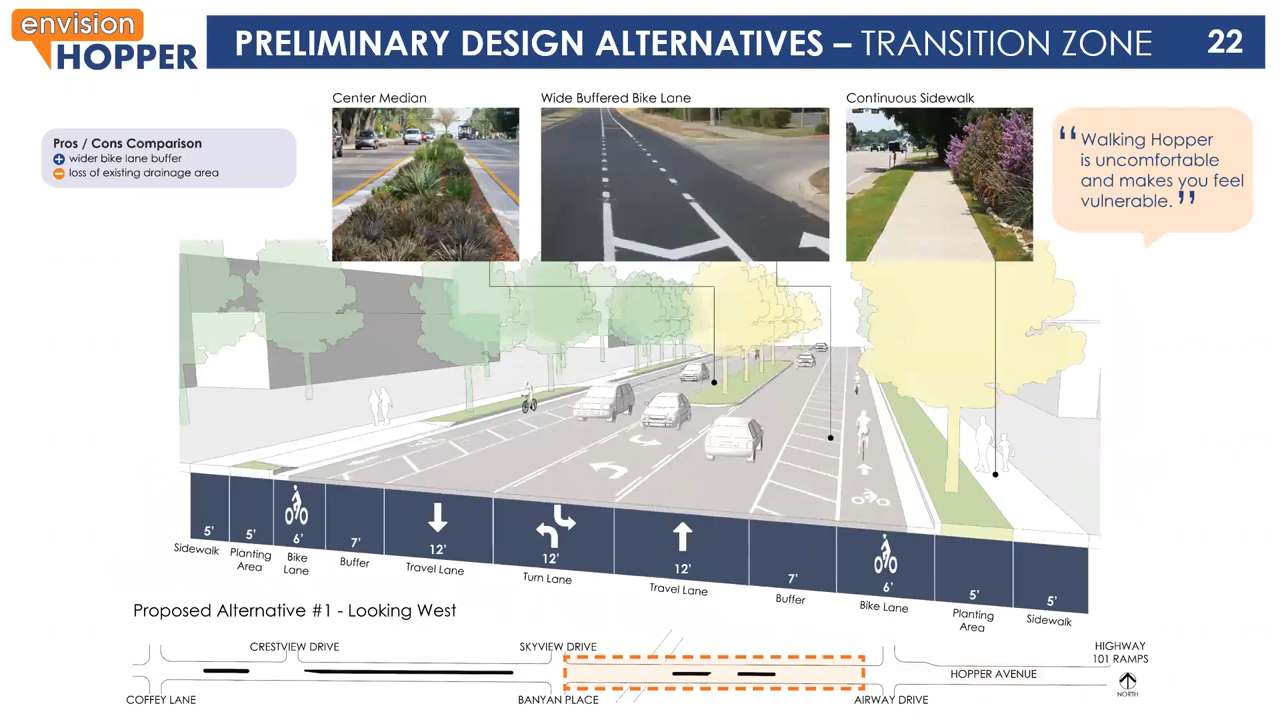 envision
HOPPER
PRELIMINARY DESIGN ALTERNATIVES – TRANSITION ZONE
22
Center Median
Wide Buffered Bike Lane
Continuous Sidewalk
Pros / Cons Comparison
+ wider bike lane buffer
− loss of existing drainage area
“ Walking Hopper
is uncomfortable
and makes you feel
vulnerable. ”
5'
Sidewalk
5'
Planting
Area
6'
Bike
Lane
7'
Buffer
12'
Travel Lane
12'
Turn Lane
12'
Travel Lane
7'
Buffer
6'
Bike Lane
5'
Planting
Area
5'
Sidewalk
Proposed Alternative #1 - Looking West
CRESTVIEW DRIVE
SKYVIEW DRIVE
HIGHWAY
101 RAMPS
HOPPER AVENUE
COFFEY LANE
BANYAN PLACE
AIRWAY DRIVE
NORTH